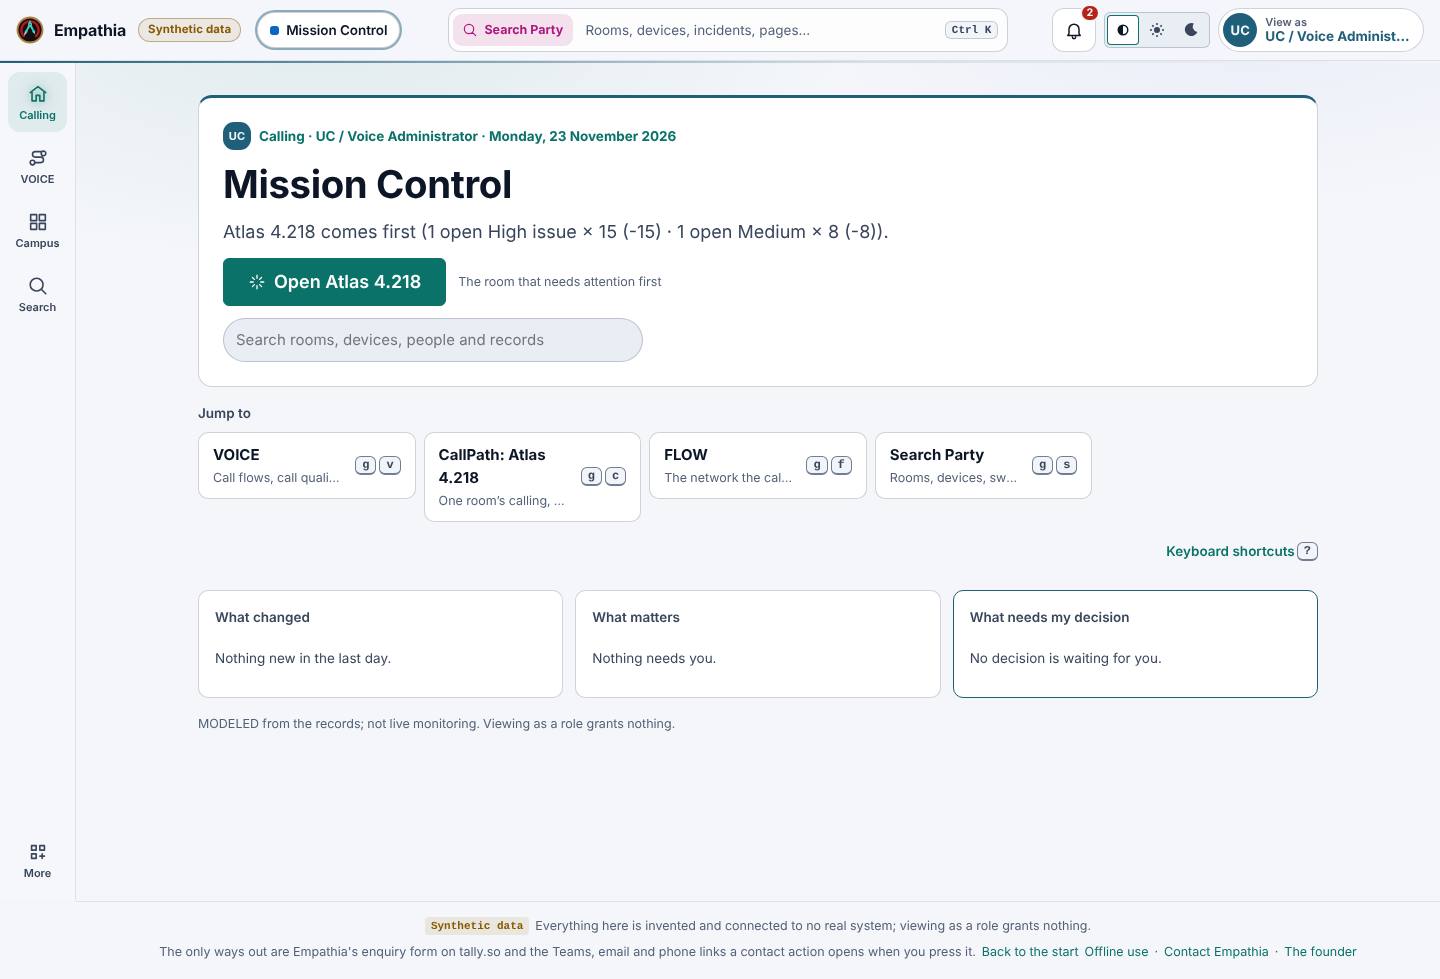 Empathia
Synthetic data
Mission Control
Search Party
Rooms, devices, incidents, pages...
Ctrl K
2
UC
View as
UC / Voice Administ...
Calling
VOICE
Campus
Search
More
UC
Calling · UC / Voice Administrator · Monday, 23 November 2026
Mission Control
Atlas 4.218 comes first (1 open High issue × 15 (-15) · 1 open Medium × 8 (-8)).
Open Atlas 4.218
The room that needs attention first
Search rooms, devices, people and records
Jump to
VOICE
Call flows, call quali...
g v
CallPath: Atlas
4.218
One room's calling, ...
g c
FLOW
The network the cal...
g f
Search Party
Rooms, devices, sw...
g s
Keyboard shortcuts ?
What changed
Nothing new in the last day.
What matters
Nothing needs you.
What needs my decision
No decision is waiting for you.
MODELED from the records; not live monitoring. Viewing as a role grants nothing.
Synthetic data Everything here is invented and connected to no real system; viewing as a role grants nothing.
The only ways out are Empathia's enquiry form on tally.so and the Teams, email and phone links a contact action opens when you press it. Back to the start Offline use · Contact Empathia · The founder